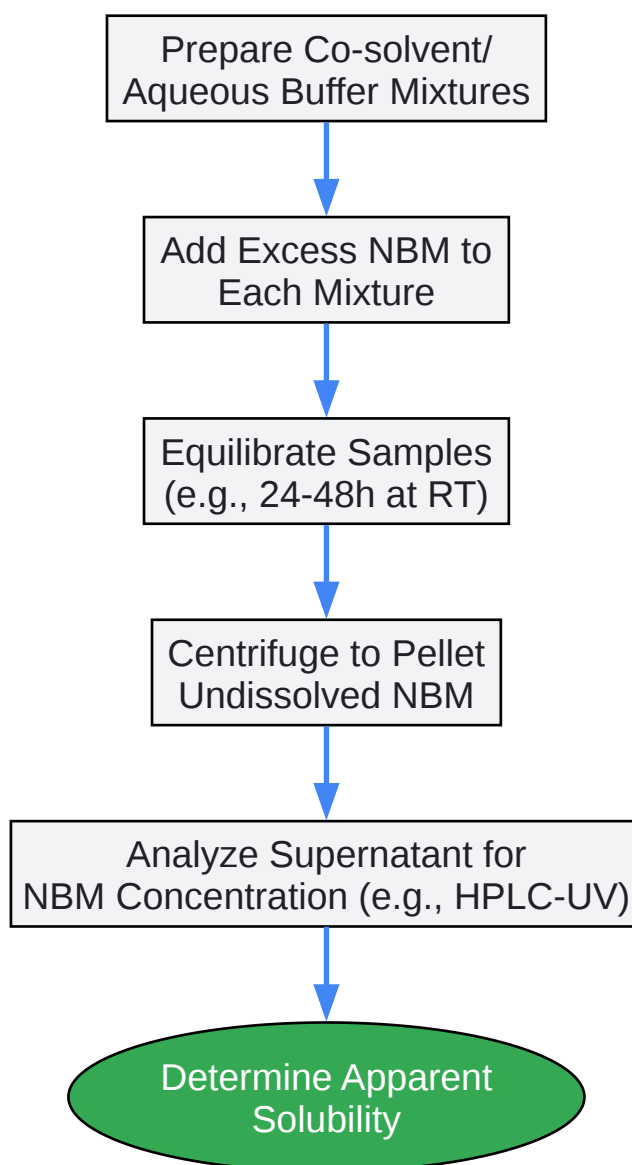 Prepare Co-solvent/
Aqueous Buffer Mixtures
Add Excess NBM to
Each Mixture
Equilibrate Samples
(e.g., 24-48h at RT)
Centrifuge to Pellet
Undissolved NBM
Analyze Supernatant for
NBM Concentration (e.g., HPLC-UV)
Determine Apparent
Solubility